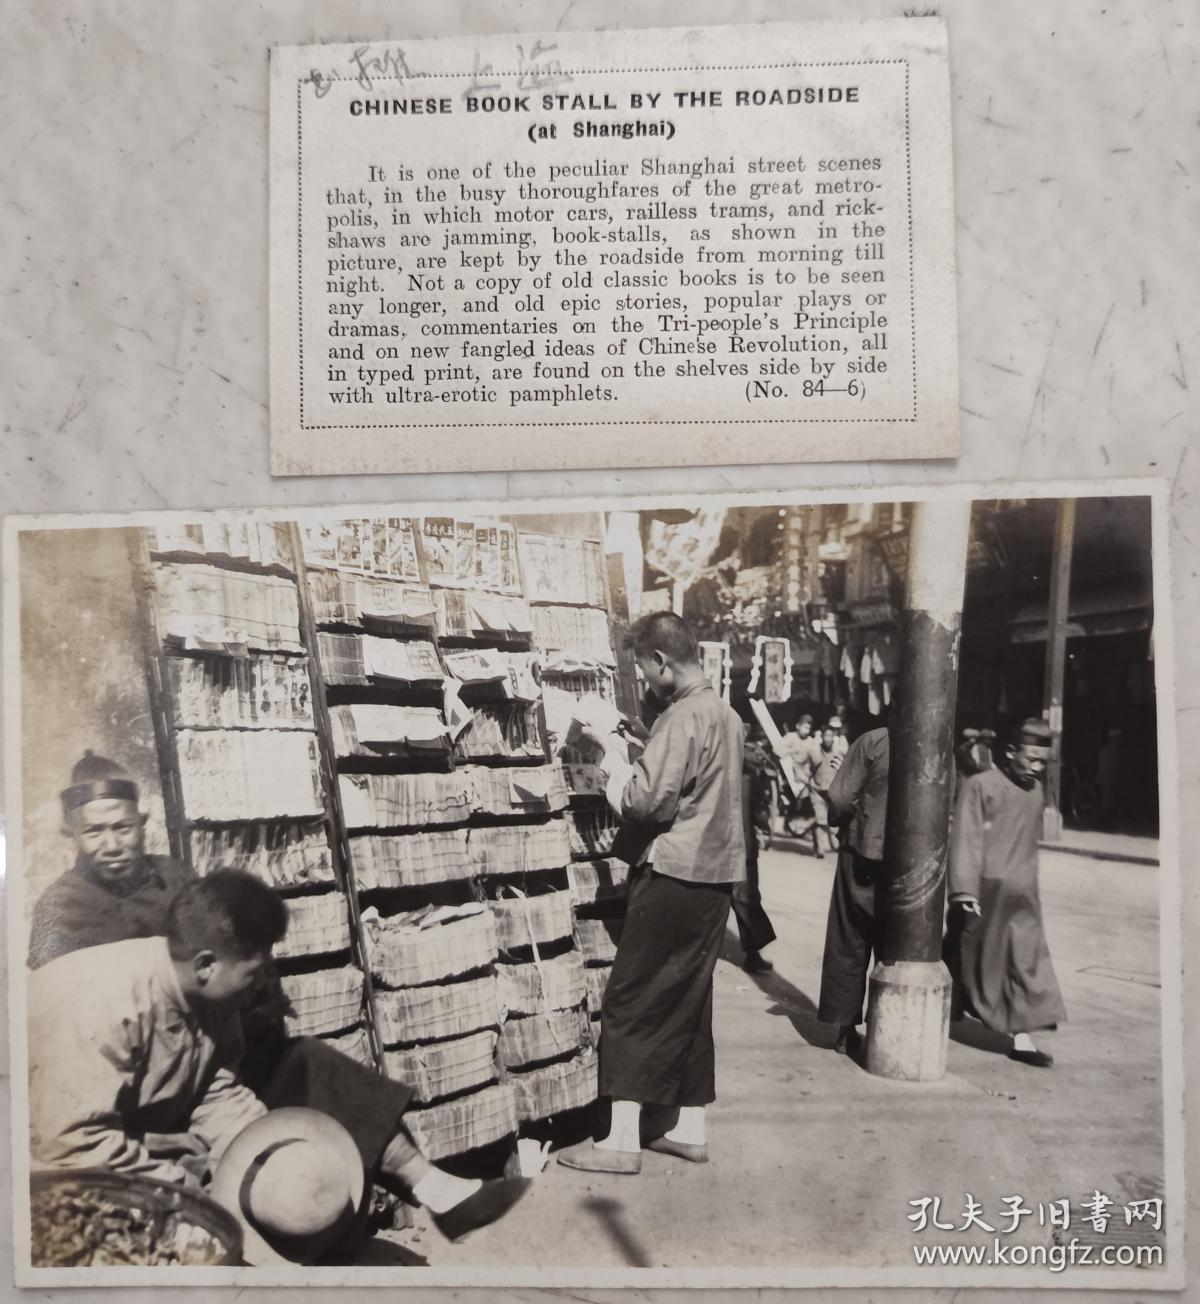 上海
CHINESE BOOK STALL BY THE ROADSIDE
(at Shanghai)
It is one of the peculiar Shanghai street scenes
that, in the busy thoroughfares of the great metro-
polis, in which motor cars, railless trams, and rick-
shaws are jamming, book-stalls, as shown in the
picture, are kept by the roadside from morning till
night. Not a copy of old classic books is to be seen
any longer, and old epic stories, popular plays or
dramas, commentaries on the Tri-people's Principle
and on new fangled ideas of Chinese Revolution, all
in typed print, are found on the shelves side by side
with ultra-erotic pamphlets. (No. 84—6)
孔夫子旧書网
www.kongfz.com